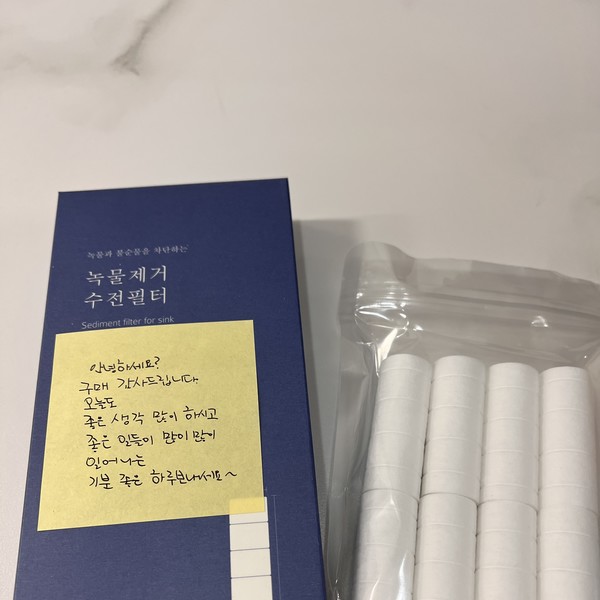 녹물과 불순물을 차단하는
녹물제거
수전필터
Sediment filter for sink
안녕하세요?
구매 감사드립니다.
오늘도
좋은 생각 많이 하시고
좋은 일들이 많이 많이
일어나는
기분 좋은 하루보내세요~